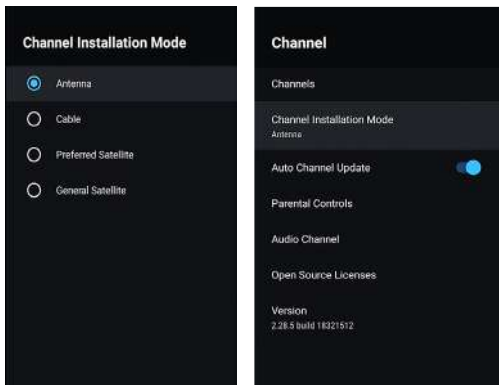 Channel Installation Mode
Antenna
Cable
Preferred Satellite
General Satellite
Channel
Channels
Channel Installation Mode
Antenna
Auto Channel Update
Parental Controls
Audio Channel
Open Source Licenses
Version
2.28.5 build 18321512